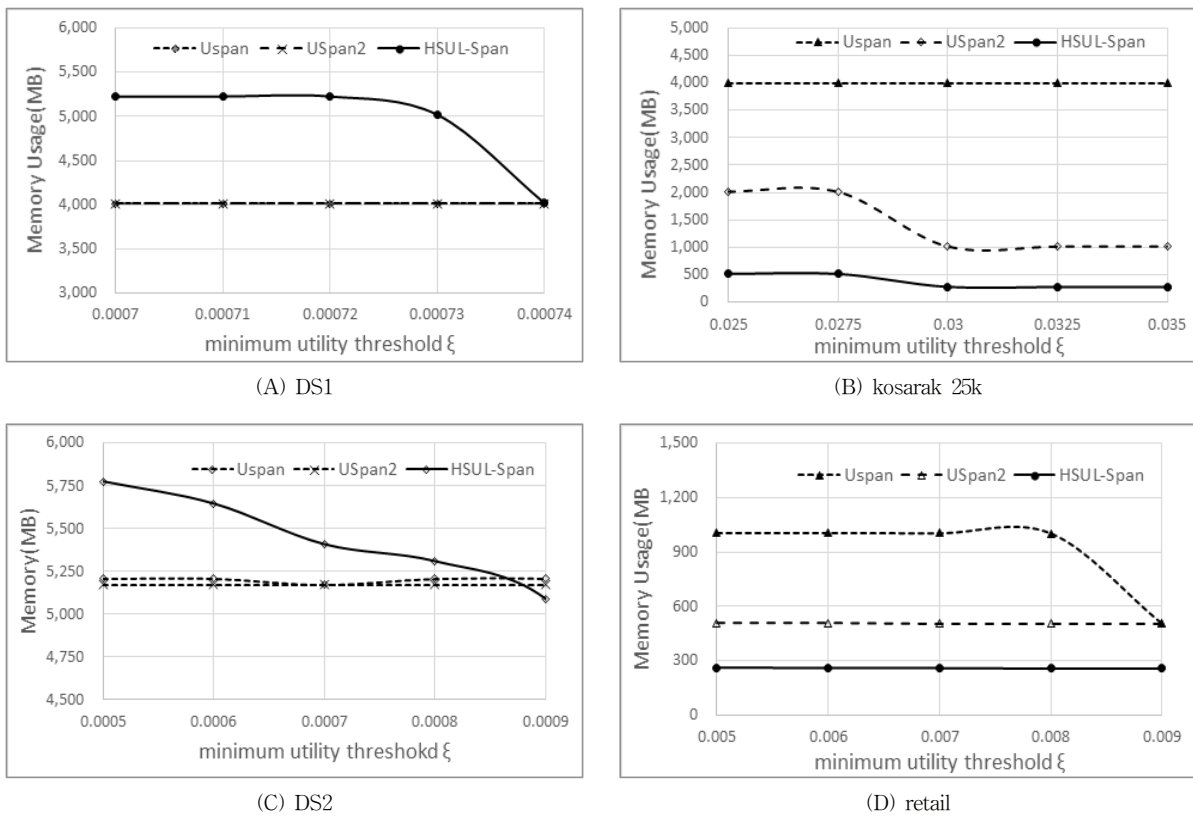 6,000
5,500
5,000
4,500
4,000
3,500
3,000
Memory Usage(MB)
Uspan USpan2 HSUL-Span
0.0007 0.00071 0.00072 0.00073 0.00074
minimum utility threshold ξ
(A) DS1
5,000
4,500
4,000
3,500
3,000
2,500
2,000
1,500
1,000
500
0
Memory Usage(MB)
Uspan USpan2 HSUL-Span
0.025 0.0275 0.03 0.0325 0.035
minimum utility threshold ξ
(B) kosarak 25k
6,000
5,750
5,500
5,250
5,000
4,750
4,500
Memory(MB)
Uspan USpan2 HSUL-Span
0.0005 0.0006 0.0007 0.0008 0.0009
minimum utility threshokd ξ
(C) DS2
1,500
1,200
900
600
300
0
Memory Usage(MB
Uspan USpan2 HSUL-Span
0.005 0.006 0.007 0.008 0.009
minimum utility threshold ξ
(D) retail